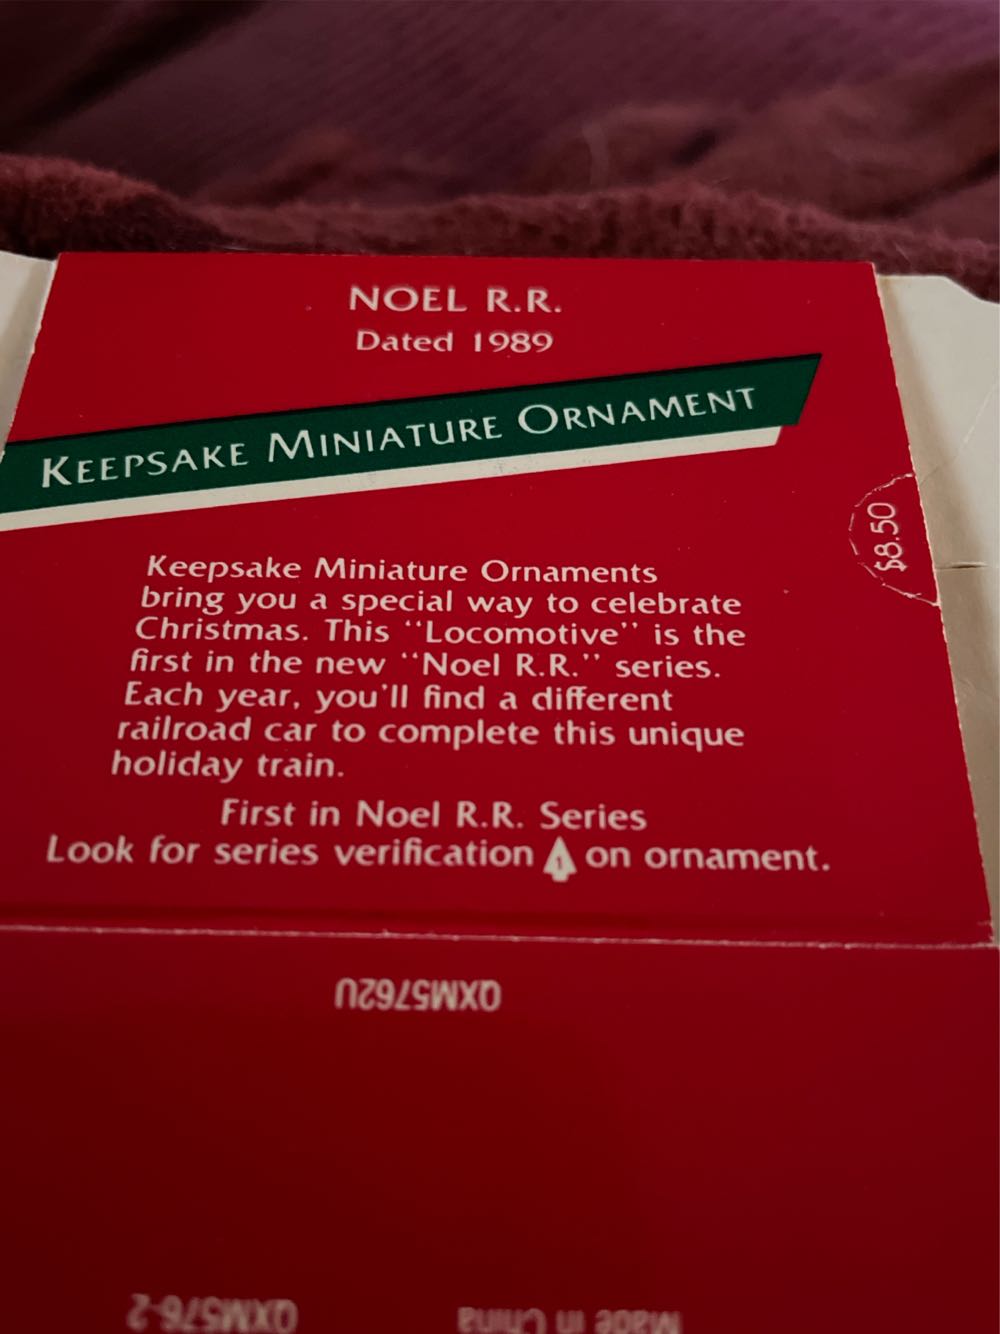 NOEL R.R.
Dated 1989
KEEPSAKE MINIATURE ORNAMENT
$8.50
Keepsake Miniature Ornaments
bring you a special way to celebrate
Christmas. This “Locomotive” is the
first in the new “Noel R.R.” series.
Each year, you'll find a different
railroad car to complete this unique
holiday train.
First in Noel R.R. Series
Look for series verification 1 on ornament.
QXM5762U
QXM576-2
Made in China